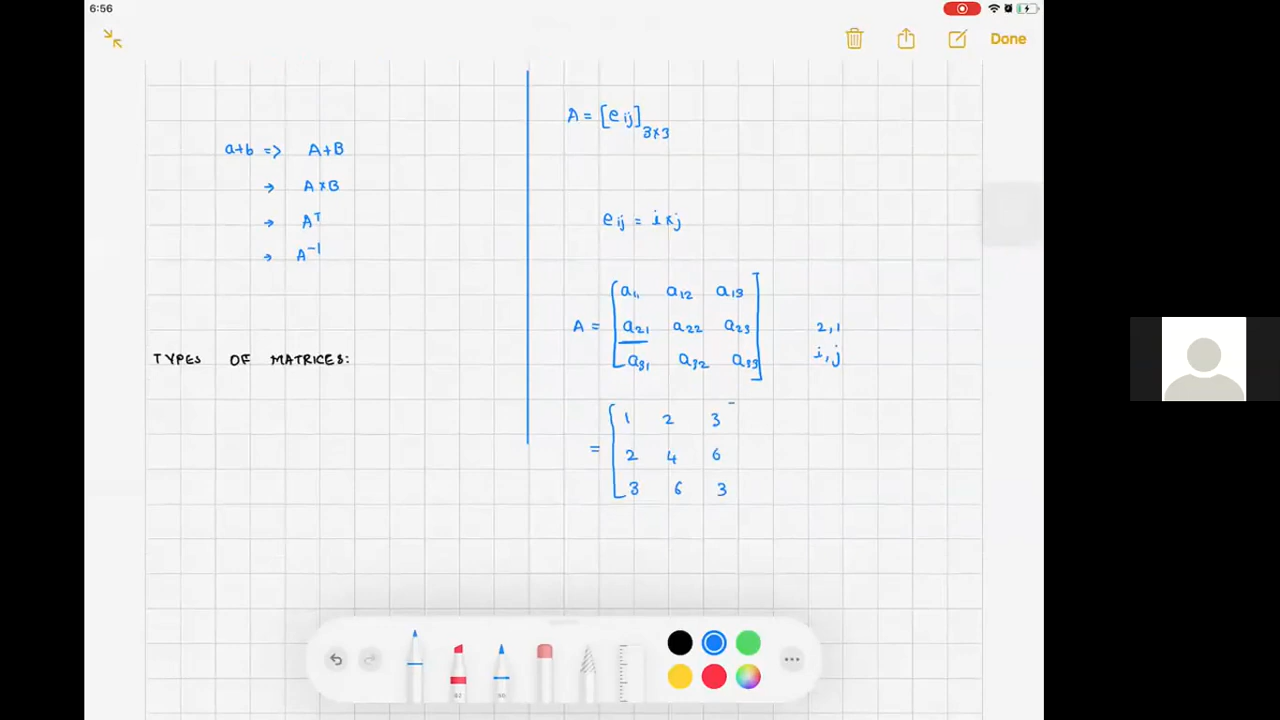 6:56
Done
a+b => A+B
→ A×B
→ Aᵀ
→ A⁻¹
TYPES OF MATRICES:
A = [eij]3×3
eij = i×j
a11 a12 a13
A = a21 a22 a23 2,1
a31 a32 a33 i,j
1 2 3
= 2 4 6
3 6 3